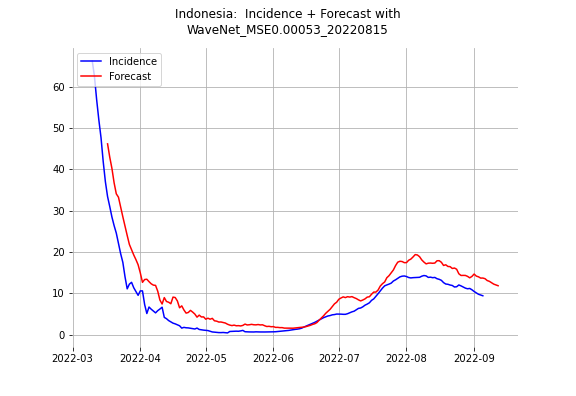 Indonesia:  Incidence + Forecast with
WaveNet_MSE0.00053_20220815
Incidence
Forecast
60
50
40
30
20
10
0
2022-03 2022-04 2022-05 2022-06 2022-07 2022-08 2022-09